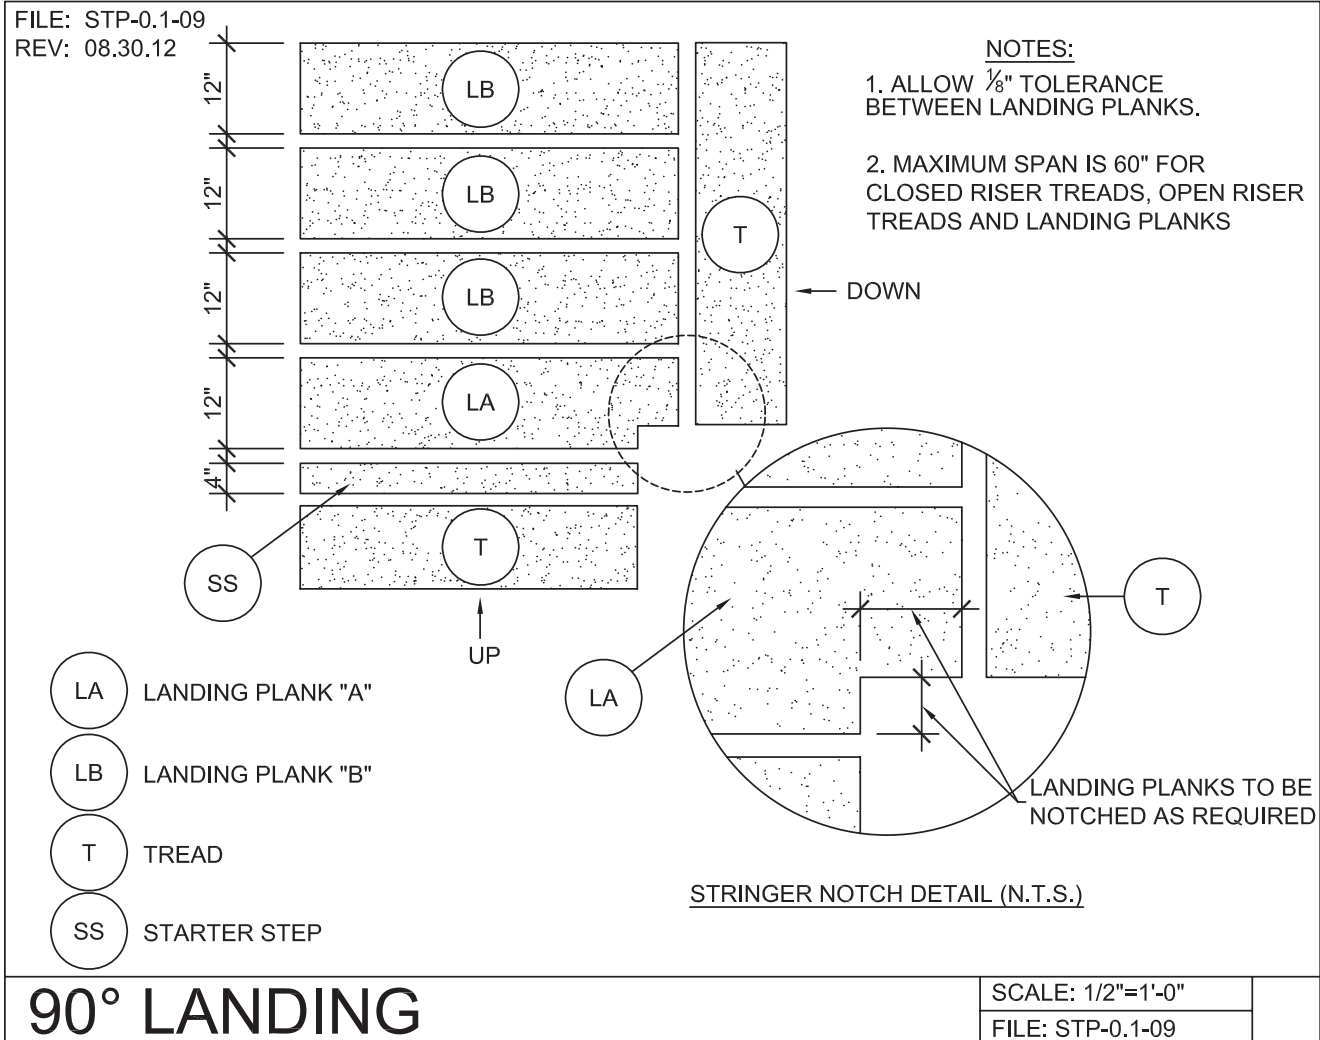 FILE: STP-0.1-09
REV: 08.30.12
12"
LB
12"
LB
12"
LB
12"
LA
4"
SS
T
UP
T
DOWN
NOTES:
1. ALLOW ⅛" TOLERANCE
BETWEEN LANDING PLANKS.
2. MAXIMUM SPAN IS 60" FOR
CLOSED RISER TREADS, OPEN RISER
TREADS AND LANDING PLANKS
T
LA
LANDING PLANKS TO BE
NOTCHED AS REQUIRED
STRINGER NOTCH DETAIL (N.T.S.)
LA LANDING PLANK "A"
LB LANDING PLANK "B"
T TREAD
SS STARTER STEP
90° LANDING
SCALE: 1/2"=1'-0"
FILE: STP-0.1-09